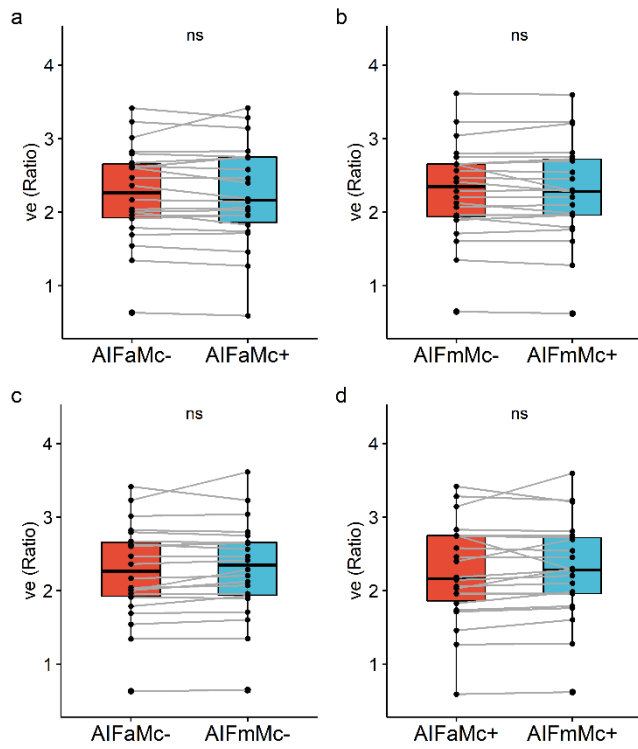 a
ns
4
3
2
1
ve (Ratio)
AIFaMc- AIFaMc+
b
ns
4
3
2
1
ve (Ratio)
AIFmMc- AIFmMc+
c
ns
4
3
2
1
ve (Ratio)
AIFaMc- AIFmMc-
d
ns
4
3
2
1
ve (Ratio)
AIFaMc+ AIFmMc+